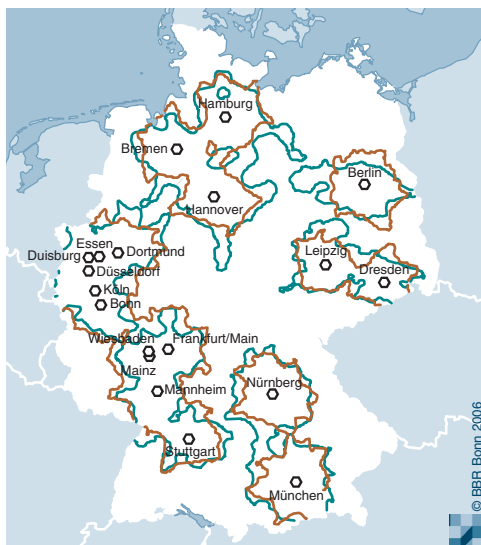 Hamburg
Bremen
Berlin
Hannover
Essen
Dortmund
Duisburg
Düsseldorf
Leipzig
Dresden
Köln
Bonn
Wiesbaden
Frankfurt/Main
Mainz
Mannheim
Nürnberg
Stuttgart
München
© BBR Bonn 2006